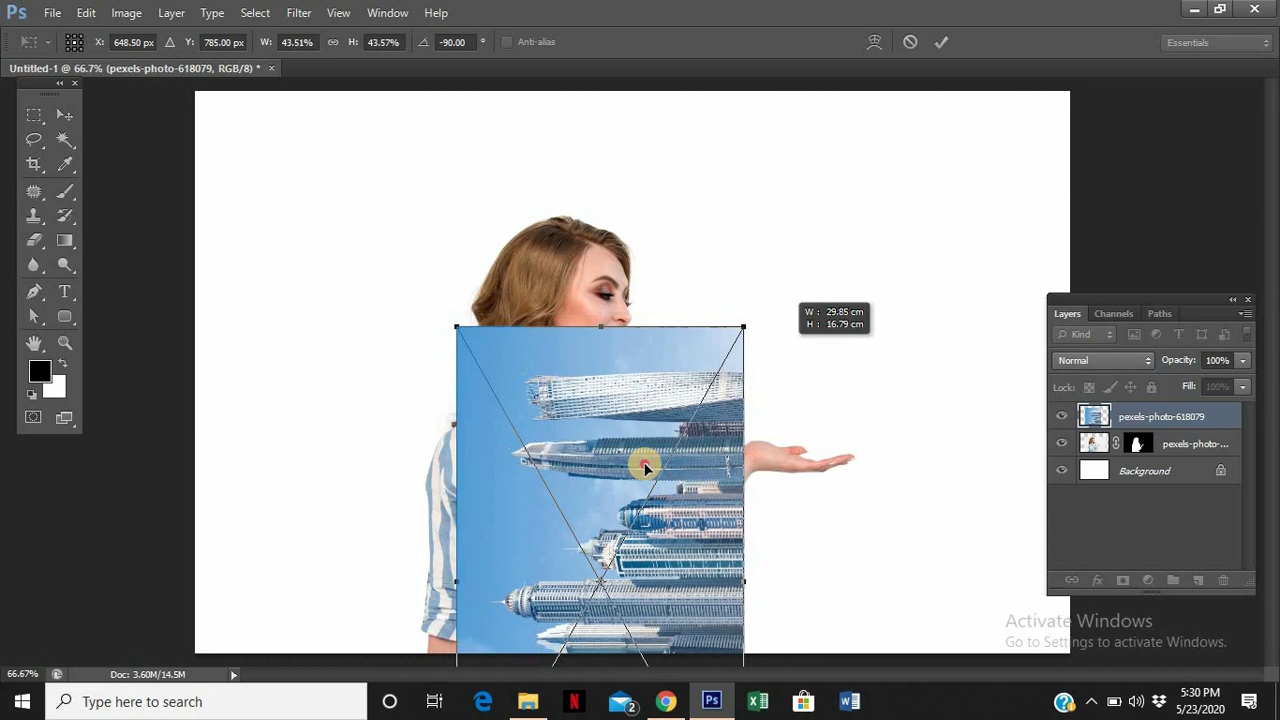 Ps File Edit Image Layer Type Select Filter View Window Help
X: 648.50 px Y: 785.00 px W: 43.51% H: 43.57% -90.00 ° Anti-alias Essentials
Untitled-1 @ 66.7% (pexels-photo-618079, RGB/8) * ×
W : 29.85 cm
H : 16.79 cm
Layers Channels Paths
Kind
Normal Opacity: 100%
Lock: Fill: 100%
pexels-photo-618079
pexels-photo-...
Background
Activate Windows
Go to Settings to activate Windows.
66.67% Doc: 3.60M/14.5M
Type here to search
2
5:30 PM
5/23/2020